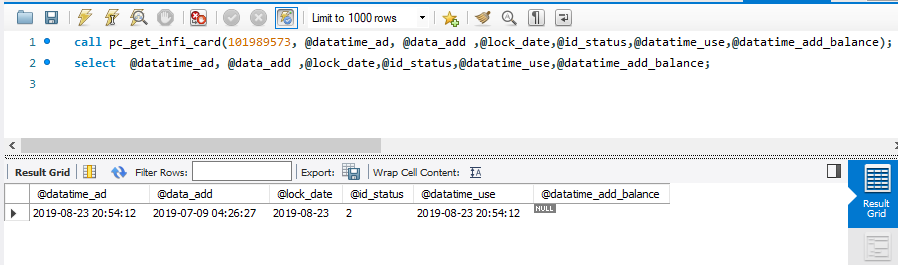 Limit to 1000 rows
1 call pc_get_infi_card(101989573, @datatime_ad, @data_add ,@lock_date,@id_status,@datatime_use,@datatime_add_balance);
2 select @datatime_ad, @data_add ,@lock_date,@id_status,@datatime_use,@datatime_add_balance;
3
Result Grid Filter Rows: Export: Wrap Cell Content: IA
@datatime_ad @data_add @lock_date @id_status @datatime_use @datatime_add_balance
2019-08-23 20:54:12 2019-07-09 04:26:27 2019-08-23 2 2019-08-23 20:54:12 NULL
Result
Grid